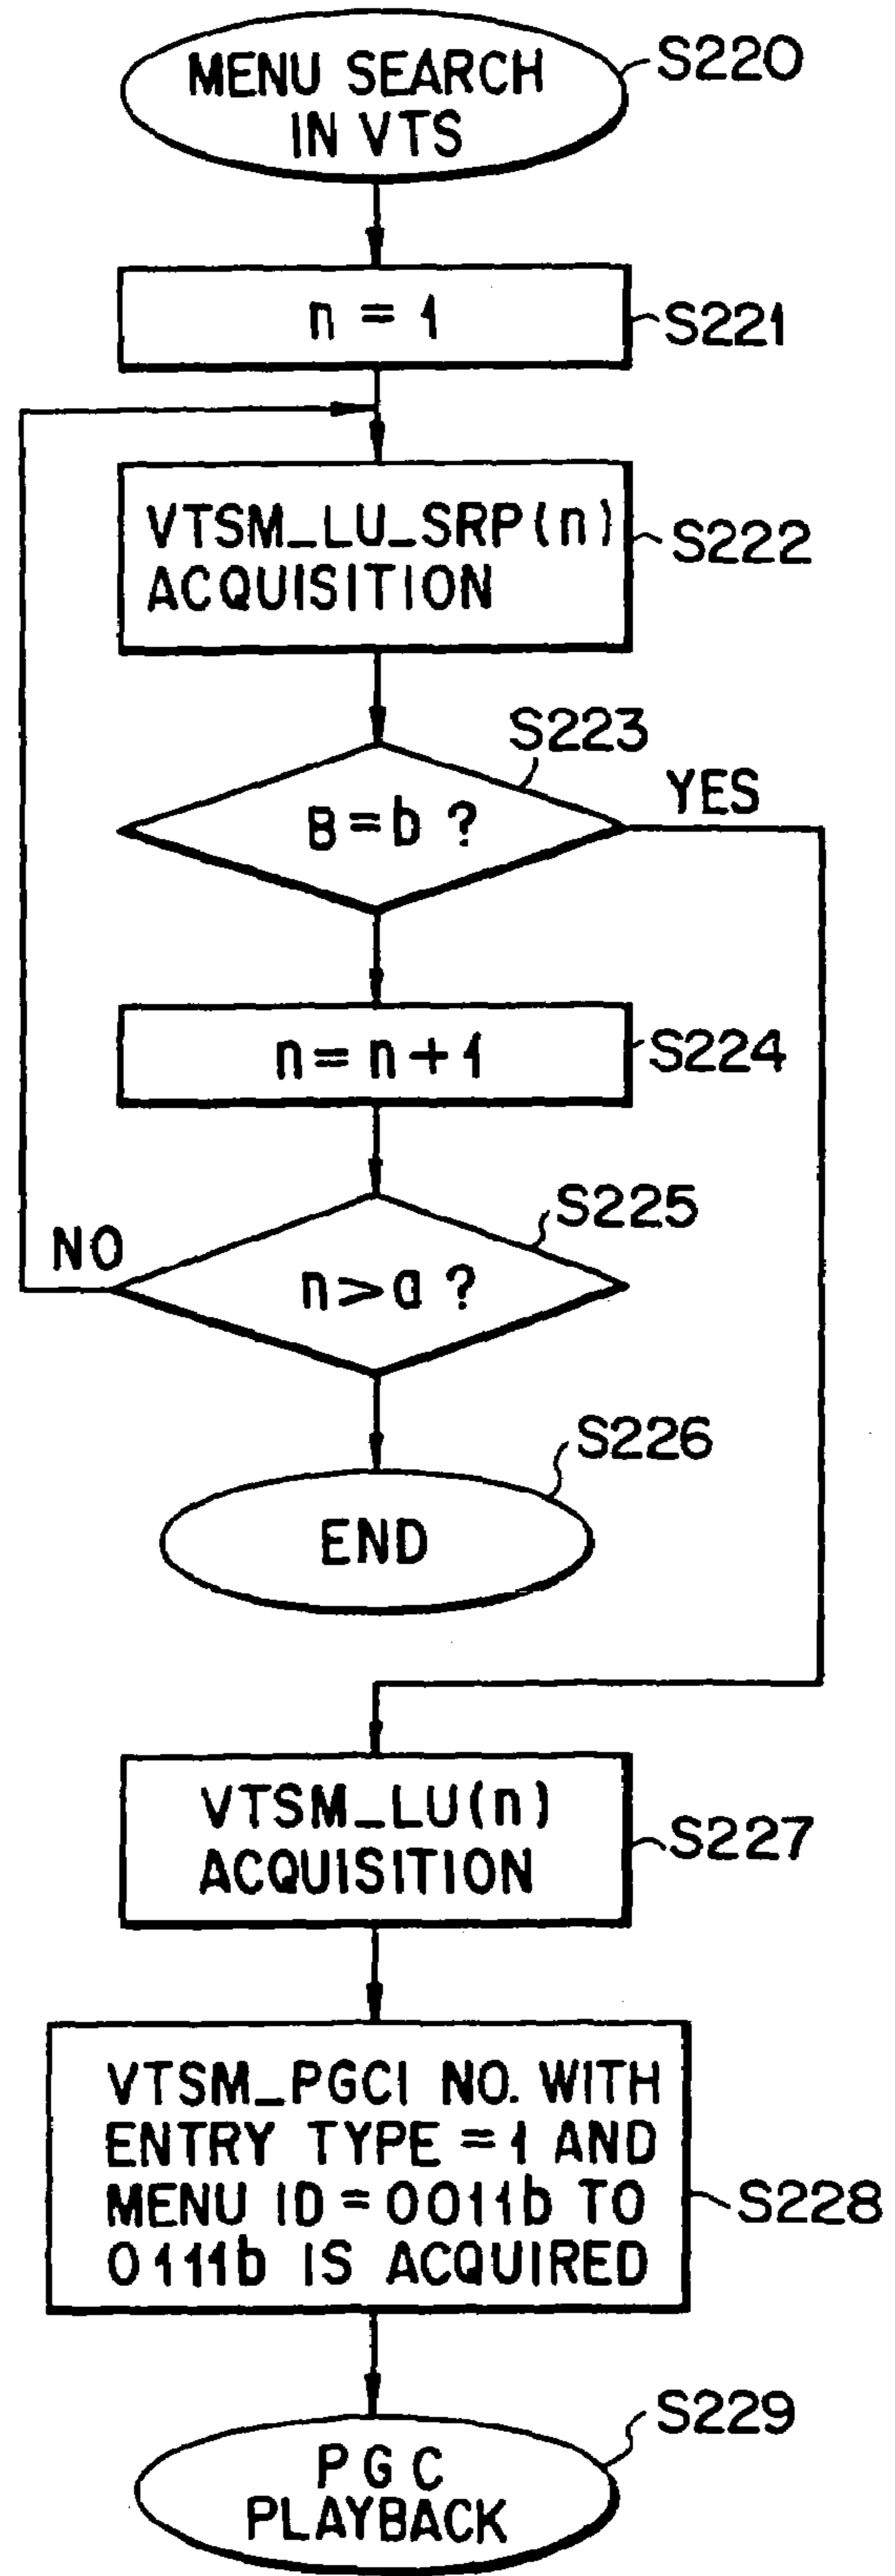 MENU SEARCH
IN VTS
S220
n = 1
S221
VTSM_LU_SRP(n)
ACQUISITION
S222
S223
B = b ?
YES
n = n + 1
S224
S225
NO
n > a ?
S226
END
VTSM_LU(n)
ACQUISITION
S227
VTSM_PGCI NO. WITH
ENTRY TYPE = 1 AND
MENU ID = 0011b TO
0111b IS ACQUIRED
S228
S229
PGC
PLAYBACK